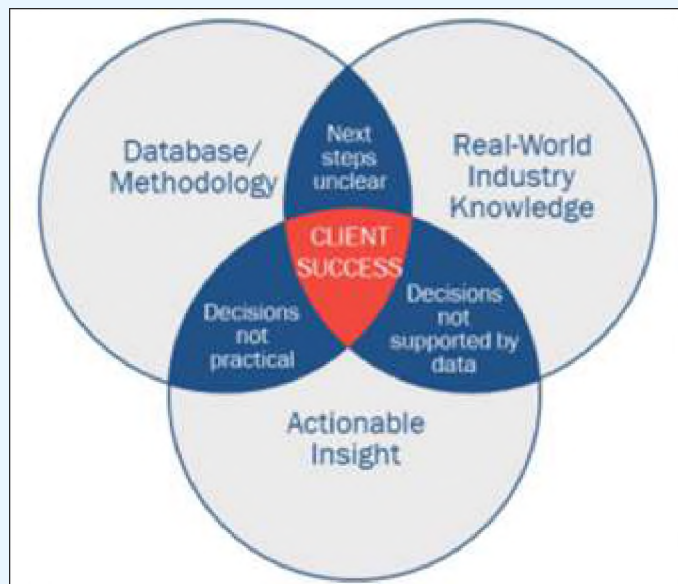 Database/
Methodology
Next
steps
unclear
Real-World
Industry
Knowledge
CLIENT
SUCCESS
Decisions
not
practical
Decisions
not
supported by
data
Actionable
Insight